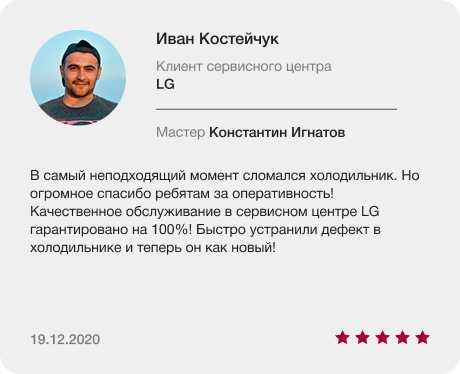 Иван Костейчук
Клиент сервисного центра
LG
Мастер Константин Игнатов
В самый неподходящий момент сломался холодильник. Но
огромное спасибо ребятам за оперативность!
Качественное обслуживание в сервисном центре LG
гарантировано на 100%! Быстро устранили дефект в
холодильнике и теперь он как новый!
19.12.2020